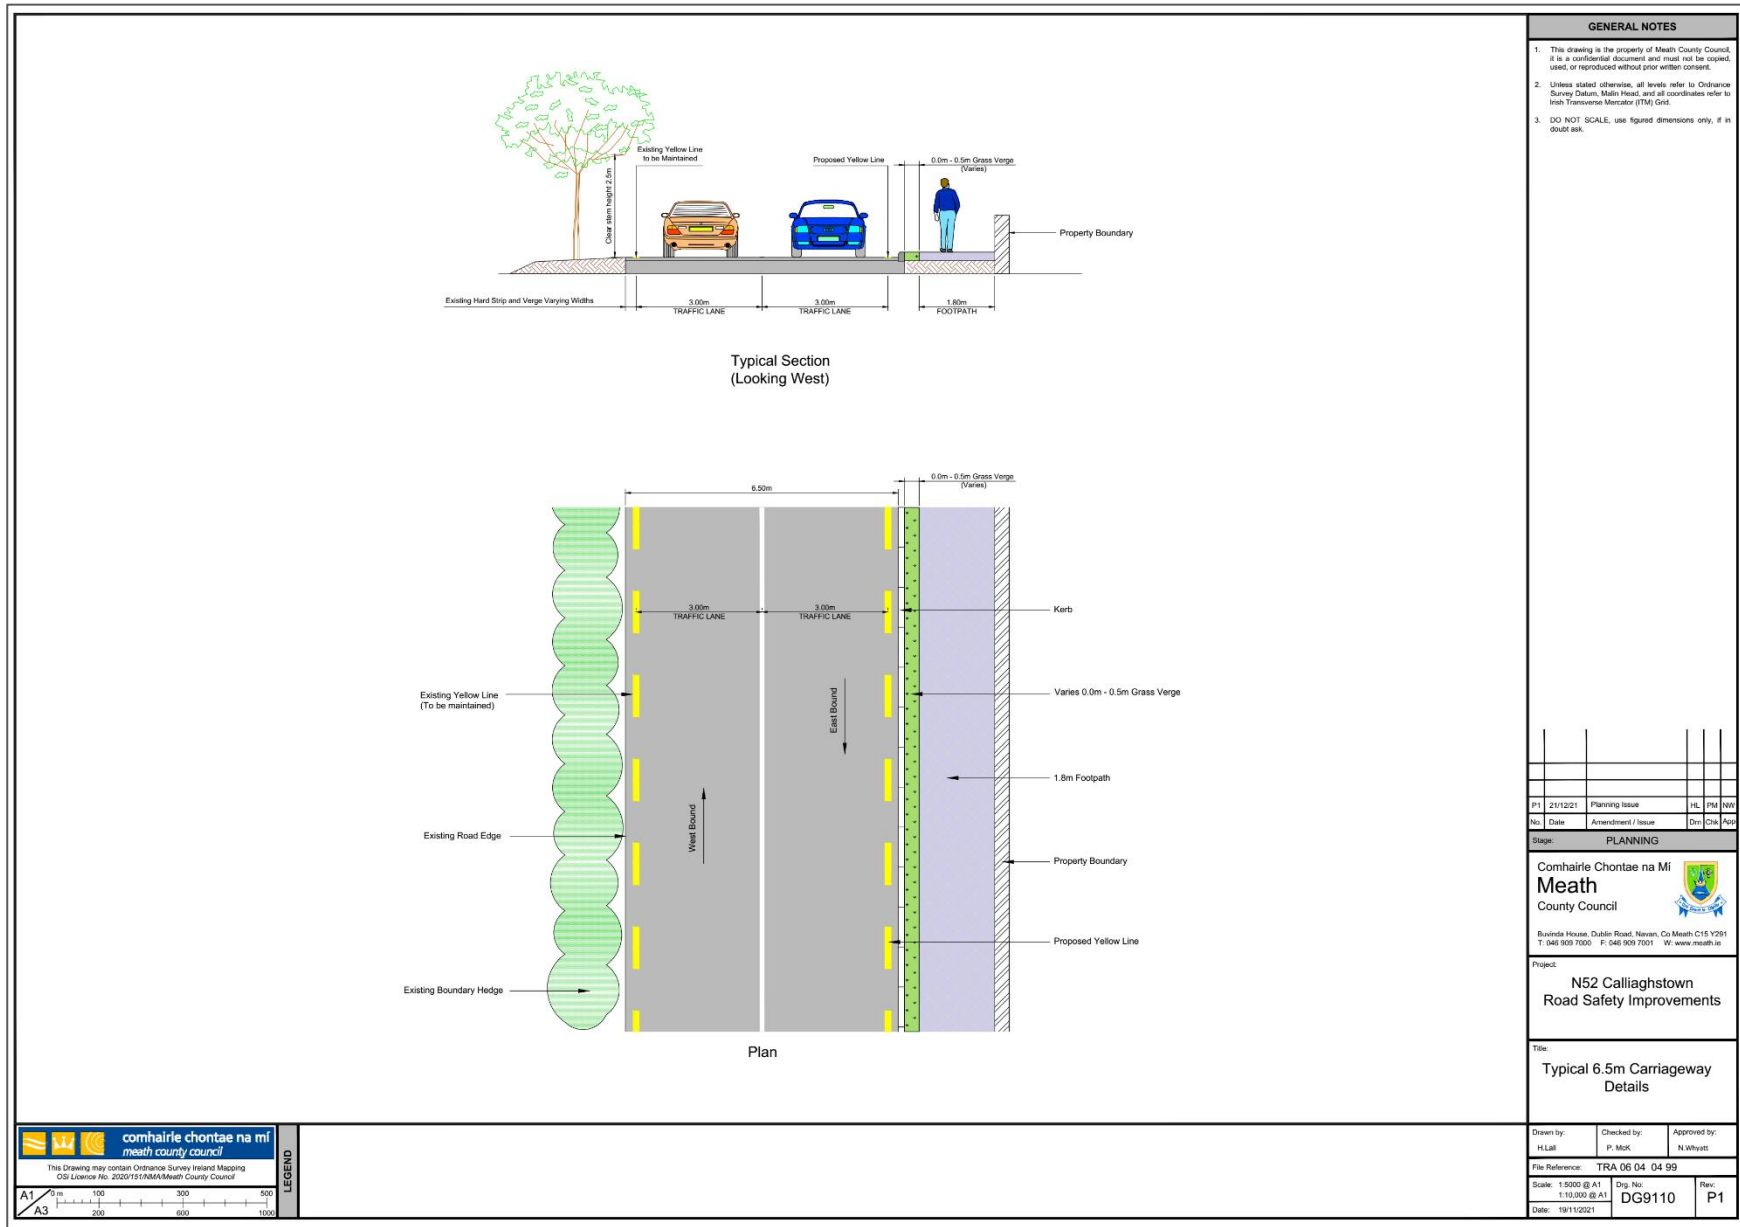 Existing Yellow Line
to be Maintained
Proposed Yellow Line
0.0m - 0.5m Grass Verge
(Varies)
Clear stem height 2.5m
Property Boundary
Existing Hard Strip and Verge Varying Widths
3.00m
TRAFFIC LANE
3.00m
TRAFFIC LANE
1.80m
FOOTPATH
Typical Section
(Looking West)
6.50m
0.0m - 0.5m Grass Verge
(Varies)
3.00m
TRAFFIC LANE
3.00m
TRAFFIC LANE
Kerb
Existing Yellow Line
(To be maintained)
East Bound
Varies 0.0m - 0.5m Grass Verge
1.8m Footpath
West Bound
Existing Road Edge
Property Boundary
Proposed Yellow Line
Existing Boundary Hedge
Plan
GENERAL NOTES
1. This drawing is the property of Meath County Council,
it is a confidential document and must not be copied,
used, or reproduced without prior written consent.
2. Unless stated otherwise, all levels refer to Ordnance
Survey Datum, Malin Head, and all coordinates refer to
Irish Transverse Mercator (ITM) Grid.
3. DO NOT SCALE, use figured dimensions only, if in
doubt ask.
P1 21/12/21 Planning Issue HL PM NW
No. Date Amendment / Issue Drn Chk App
Stage: PLANNING
Comhairle Chontae na Mí
Meath
County Council
Buvinda House, Dublin Road, Navan, Co Meath C15 Y291
T: 046 909 7000 F: 046 909 7001 W: www.meath.ie
Project:
N52 Calliaghstown
Road Safety Improvements
Title:
Typical 6.5m Carriageway
Details
Drawn by: Checked by: Approved by:
H.Lall P. McK N.Whyatt
File Reference: TRA 06 04 04 99
Scale: 1:5000 @ A1 Drg. No: Rev:
1:10,000 @ A1 DG9110 P1
Date: 19/11/2021
comhairle chontae na mí
meath county council
This Drawing may contain Ordnance Survey Ireland Mapping
OSi Licence No. 2020/151/NMA/Meath County Council
A1 0 m 100 300 500
A3 200 600 1000
LEGEND